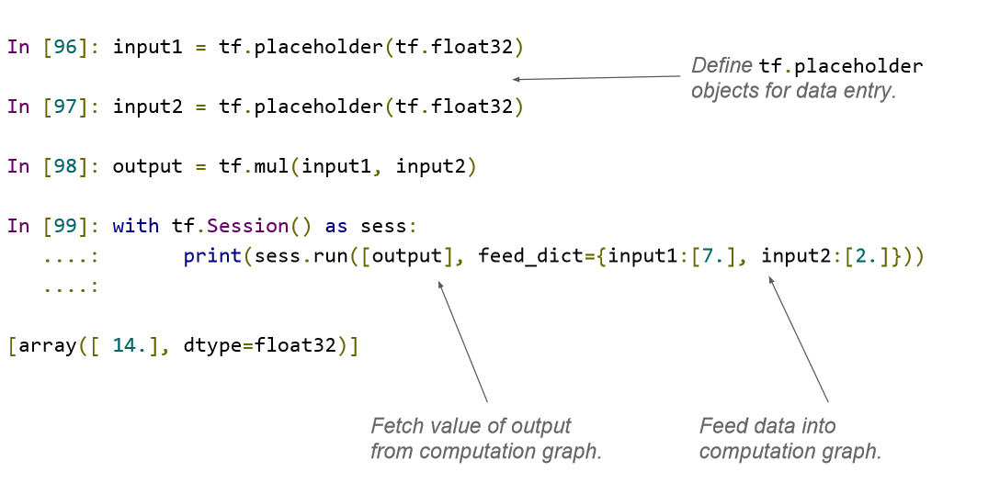 In [96]: input1 = tf.placeholder(tf.float32)
Define tf.placeholder
objects for data entry.
In [97]: input2 = tf.placeholder(tf.float32)
In [98]: output = tf.mul(input1, input2)
In [99]: with tf.Session() as sess:
....: print(sess.run([output], feed_dict={input1:[7.], input2:[2.]}))
....:
[array([ 14.], dtype=float32)]
Fetch value of output
from computation graph.
Feed data into
computation graph.